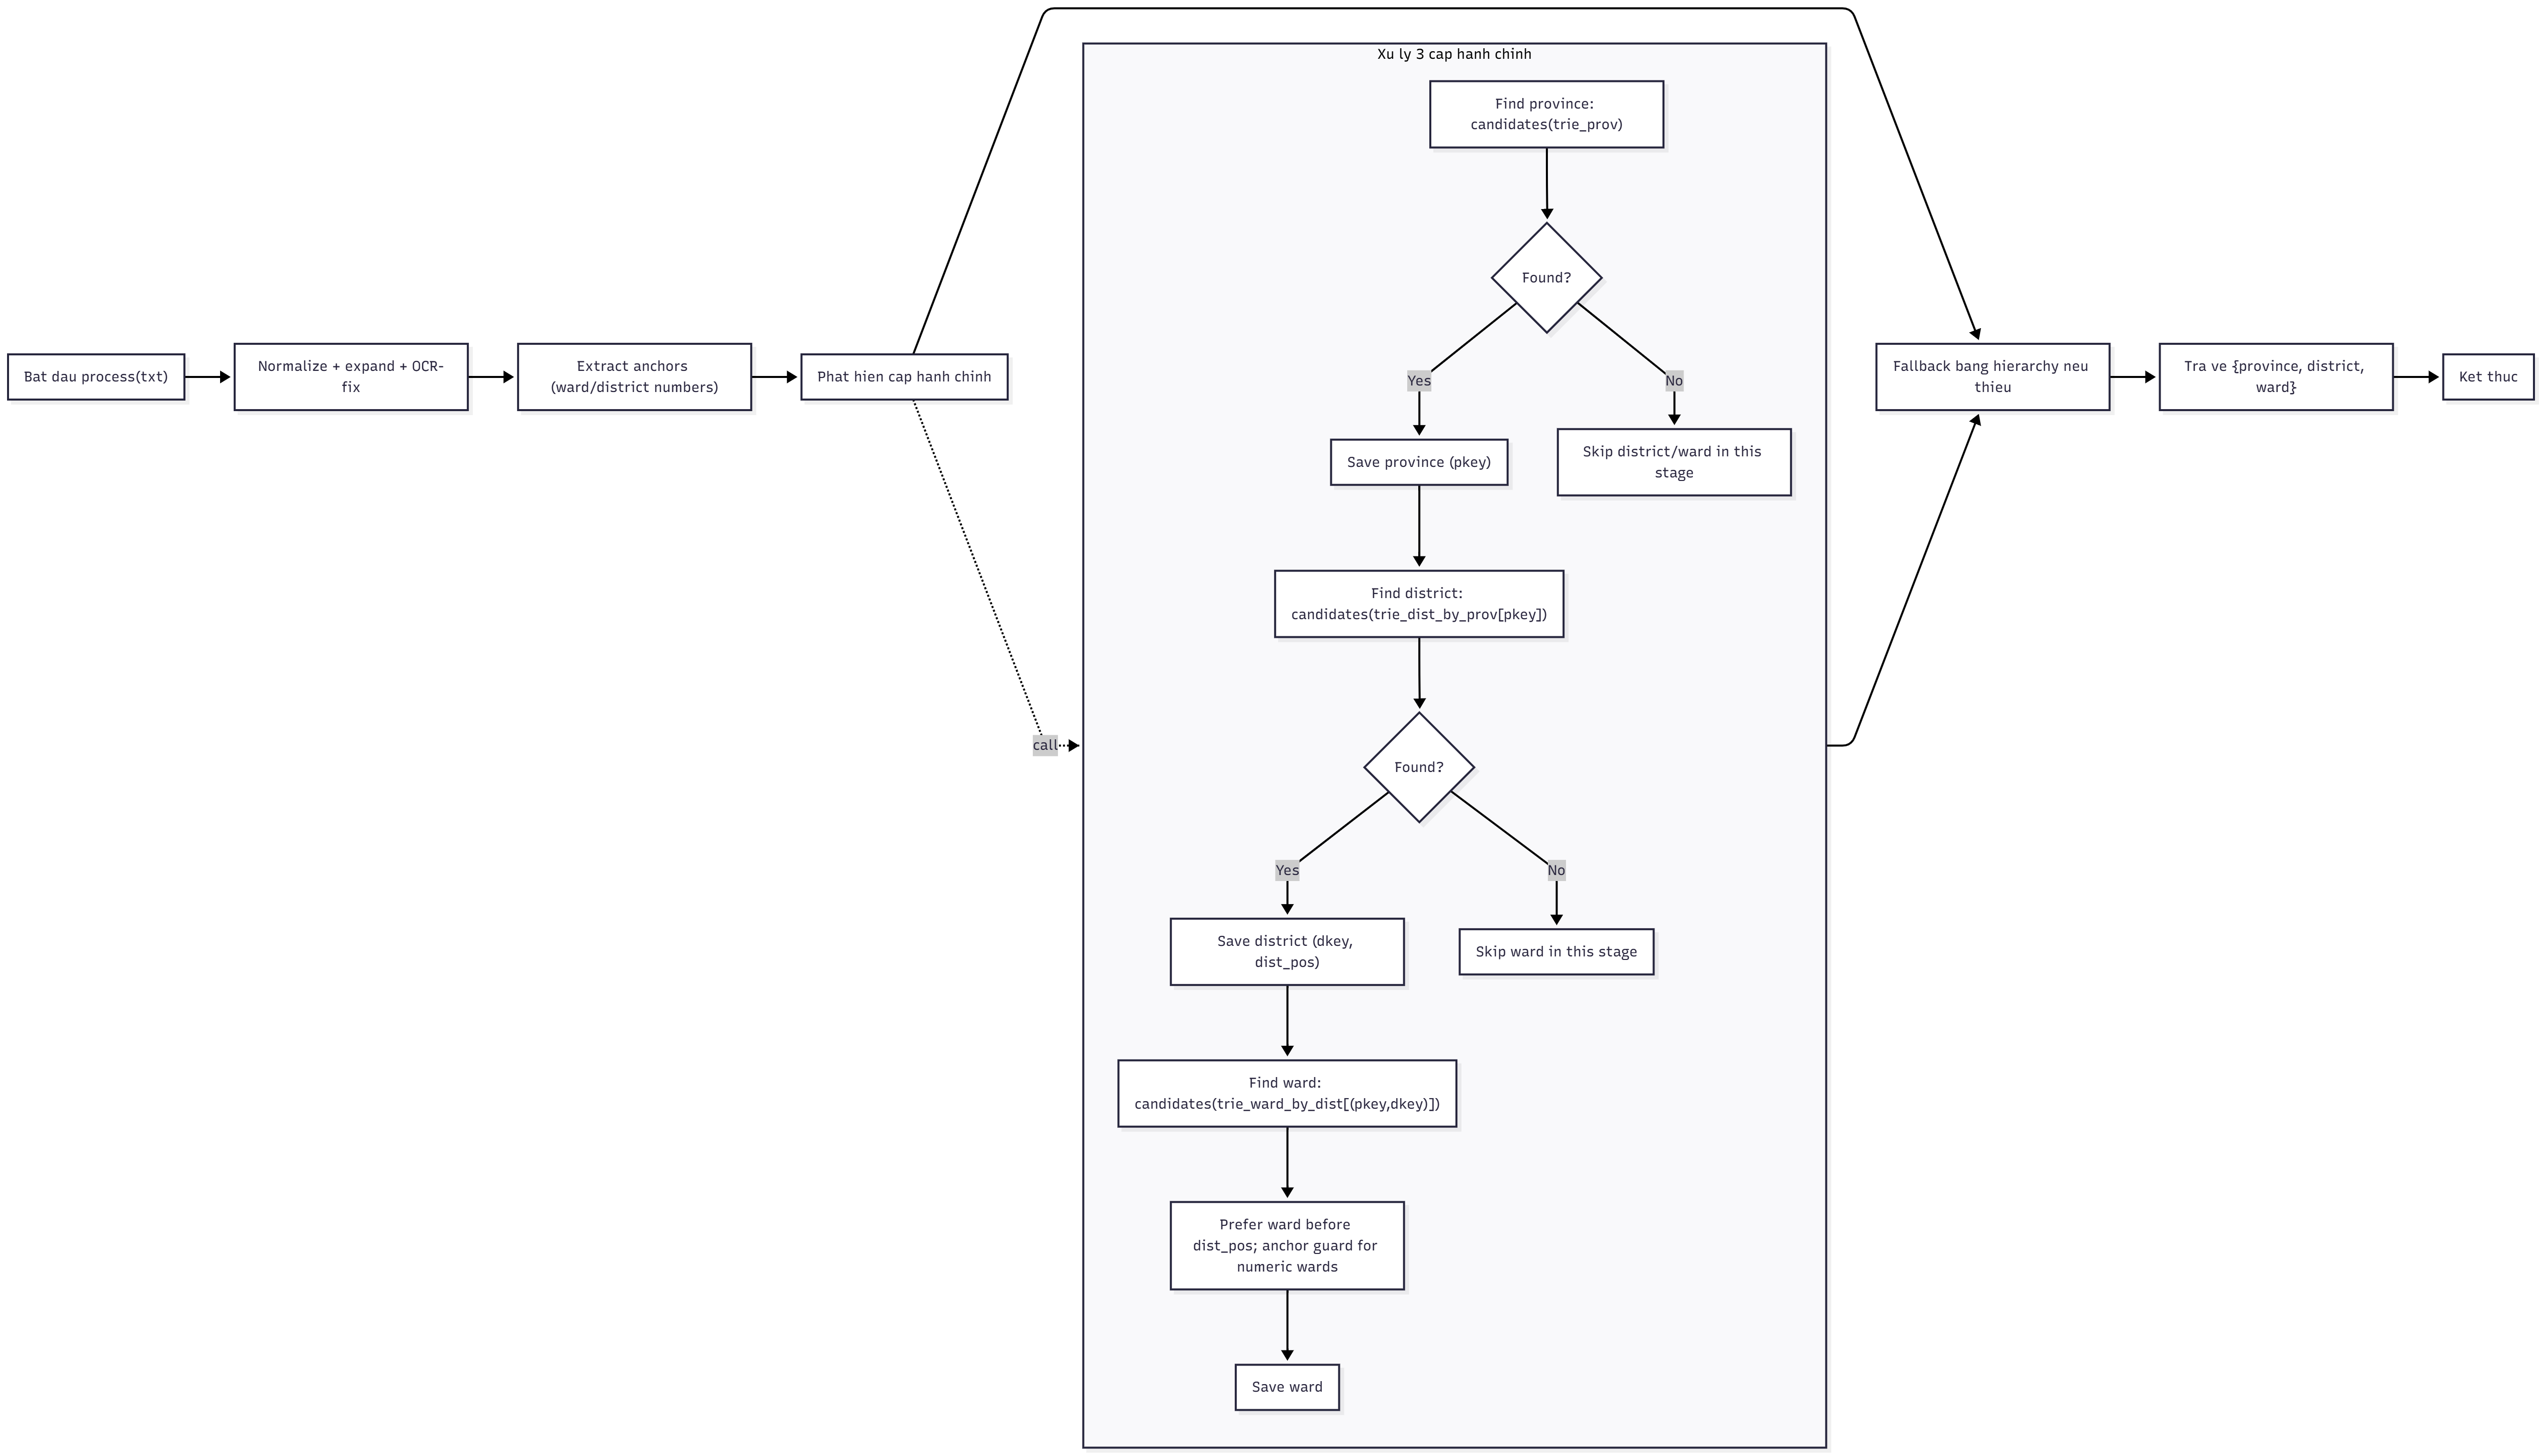 Xu ly 3 cap hanh chinh
Find province:
candidates(trie_prov)
Found?
Bat dau process(txt)
Normalize + expand + OCR-
fix
Extract anchors
(ward/district numbers)
Phat hien cap hanh chinh
Yes
No
Fallback bang hierarchy neu
thieu
Tra ve {province, district,
ward}
Ket thuc
Save province (pkey)
Skip district/ward in this
stage
Find district:
candidates(trie_dist_by_prov[pkey])
call
Found?
Yes
No
Save district (dkey,
dist_pos)
Skip ward in this stage
Find ward:
candidates(trie_ward_by_dist[(pkey,dkey)])
Prefer ward before
dist_pos; anchor guard for
numeric wards
Save ward